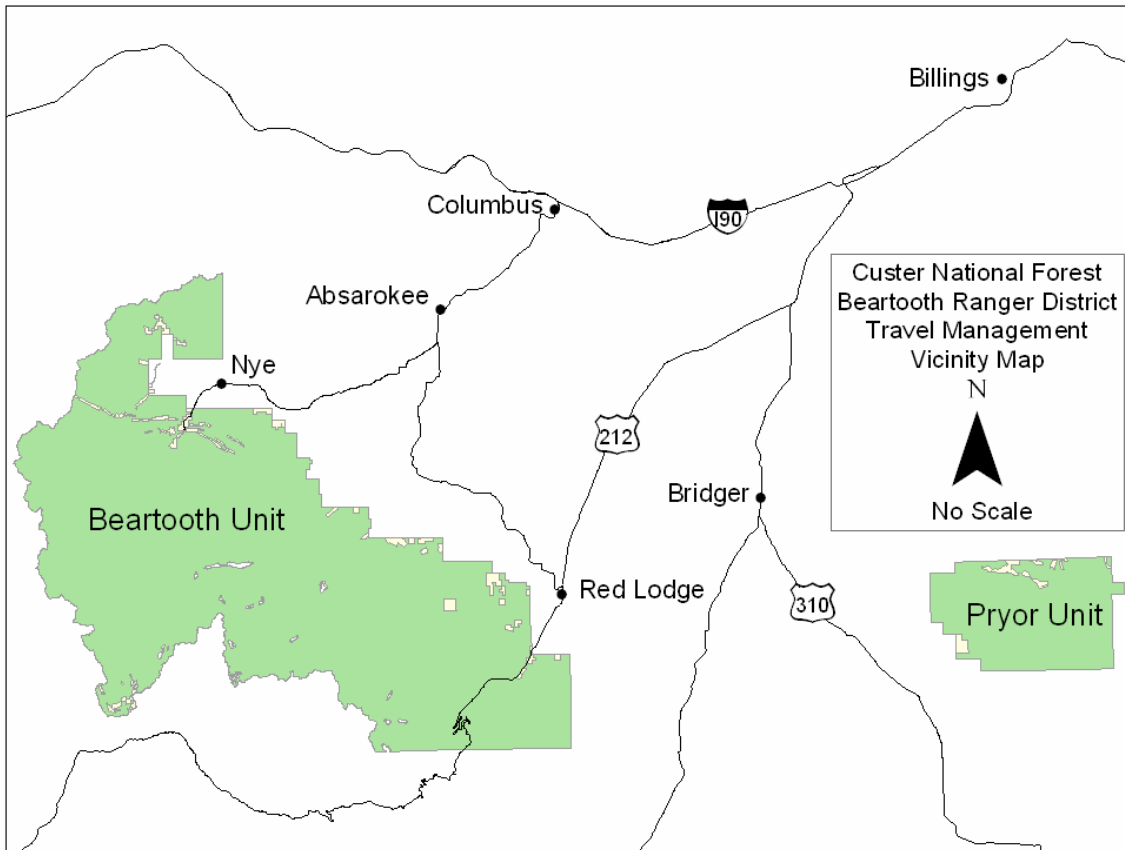 Billings
Columbus
I90
Custer National Forest
Beartooth Ranger District
Travel Management
Vicinity Map
N
No Scale
Absarokee
Nye
212
Bridger
Beartooth Unit
Red Lodge
310
Pryor Unit